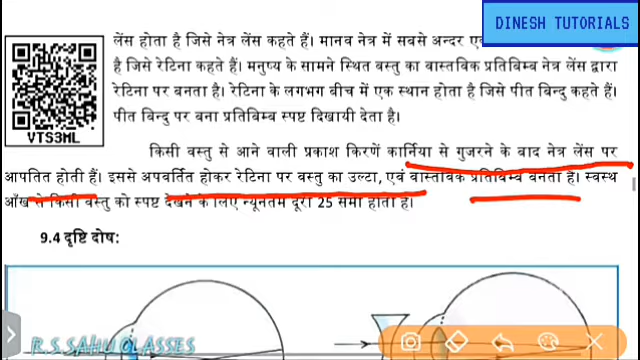 DINESH TUTORIALS
लेंस होता है जिसे नेत्र लेंस कहते हैं। मानव नेत्र में सबसे अन्दर
है जिसे रेटिना कहते हैं। मनुष्य के सामने स्थित वस्तु का वास्तविक प्रतिबिम्ब नेत्र लेंस द्वारा
रेटिना पर बनता है। रेटिना के लगभग बीच में एक स्थान होता है जिसे पीत बिन्दु कहते हैं।
पीत बिन्दु पर बना प्रतिबिम्ब स्पष्ट दिखायी देता है।
VTS3ML
किसी वस्तु से आने वाली प्रकाश किरणें कार्निया से गुजरने के बाद नेत्र लेंस पर
आपतित होती हैं। इससे अपवर्तित होकर रेटिना पर वस्तु का उल्टा, एवं वास्तविक प्रतिबिम्ब बनता है। स्वस्थ
आँख से किसी वस्तु को स्पष्ट देखने के लिए न्यूनतम दूरी 25 सेमी होती है।
9.4 दृष्टि दोष:
R.S.SAHU CLASSES